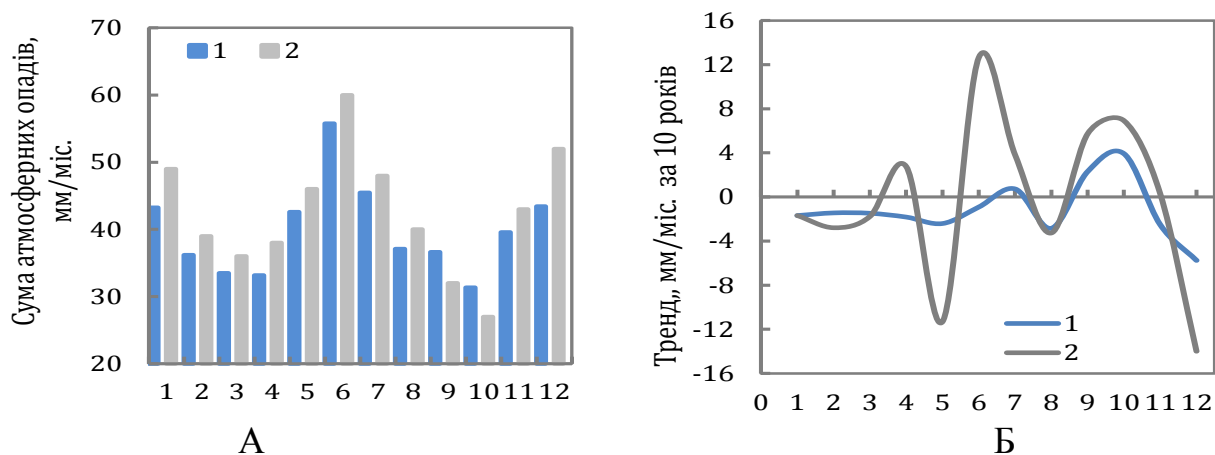 Сума атмосферних опадів,
мм/міс.
70
60
50
40
30
20
1 2
1 2 3 4 5 6 7 8 9 10 11 12
А
Тренд,, мм/міс. за 10 років
16
12
8
4
0
-4
-8
-12
-16
1
2
0 1 2 3 4 5 6 7 8 9 10 11 12
Б